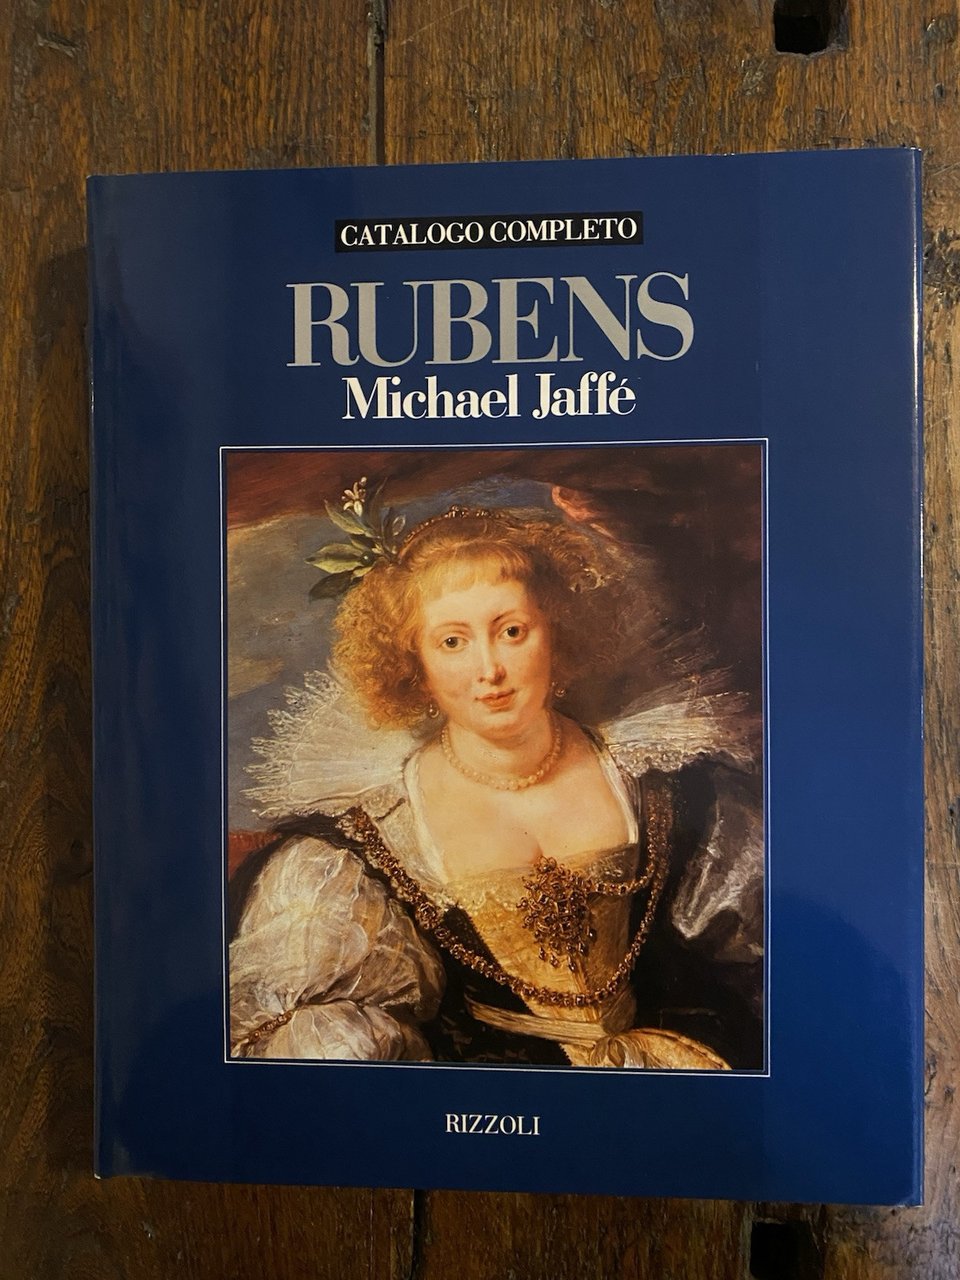 CATALOGO COMPLETO
RUBENS
Michael Jaffé
RIZZOLI